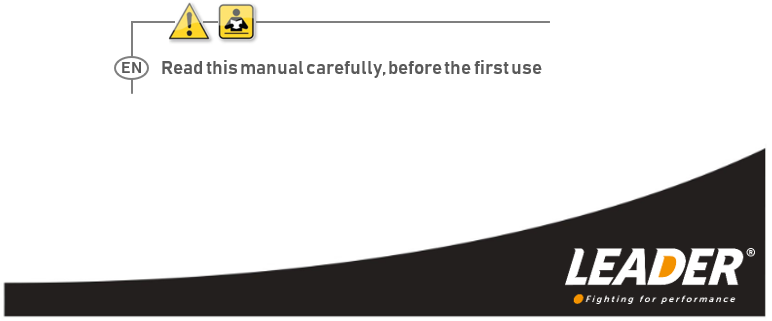 EN
Read this manual carefully, before the first use
LEADER®
Fighting for performance